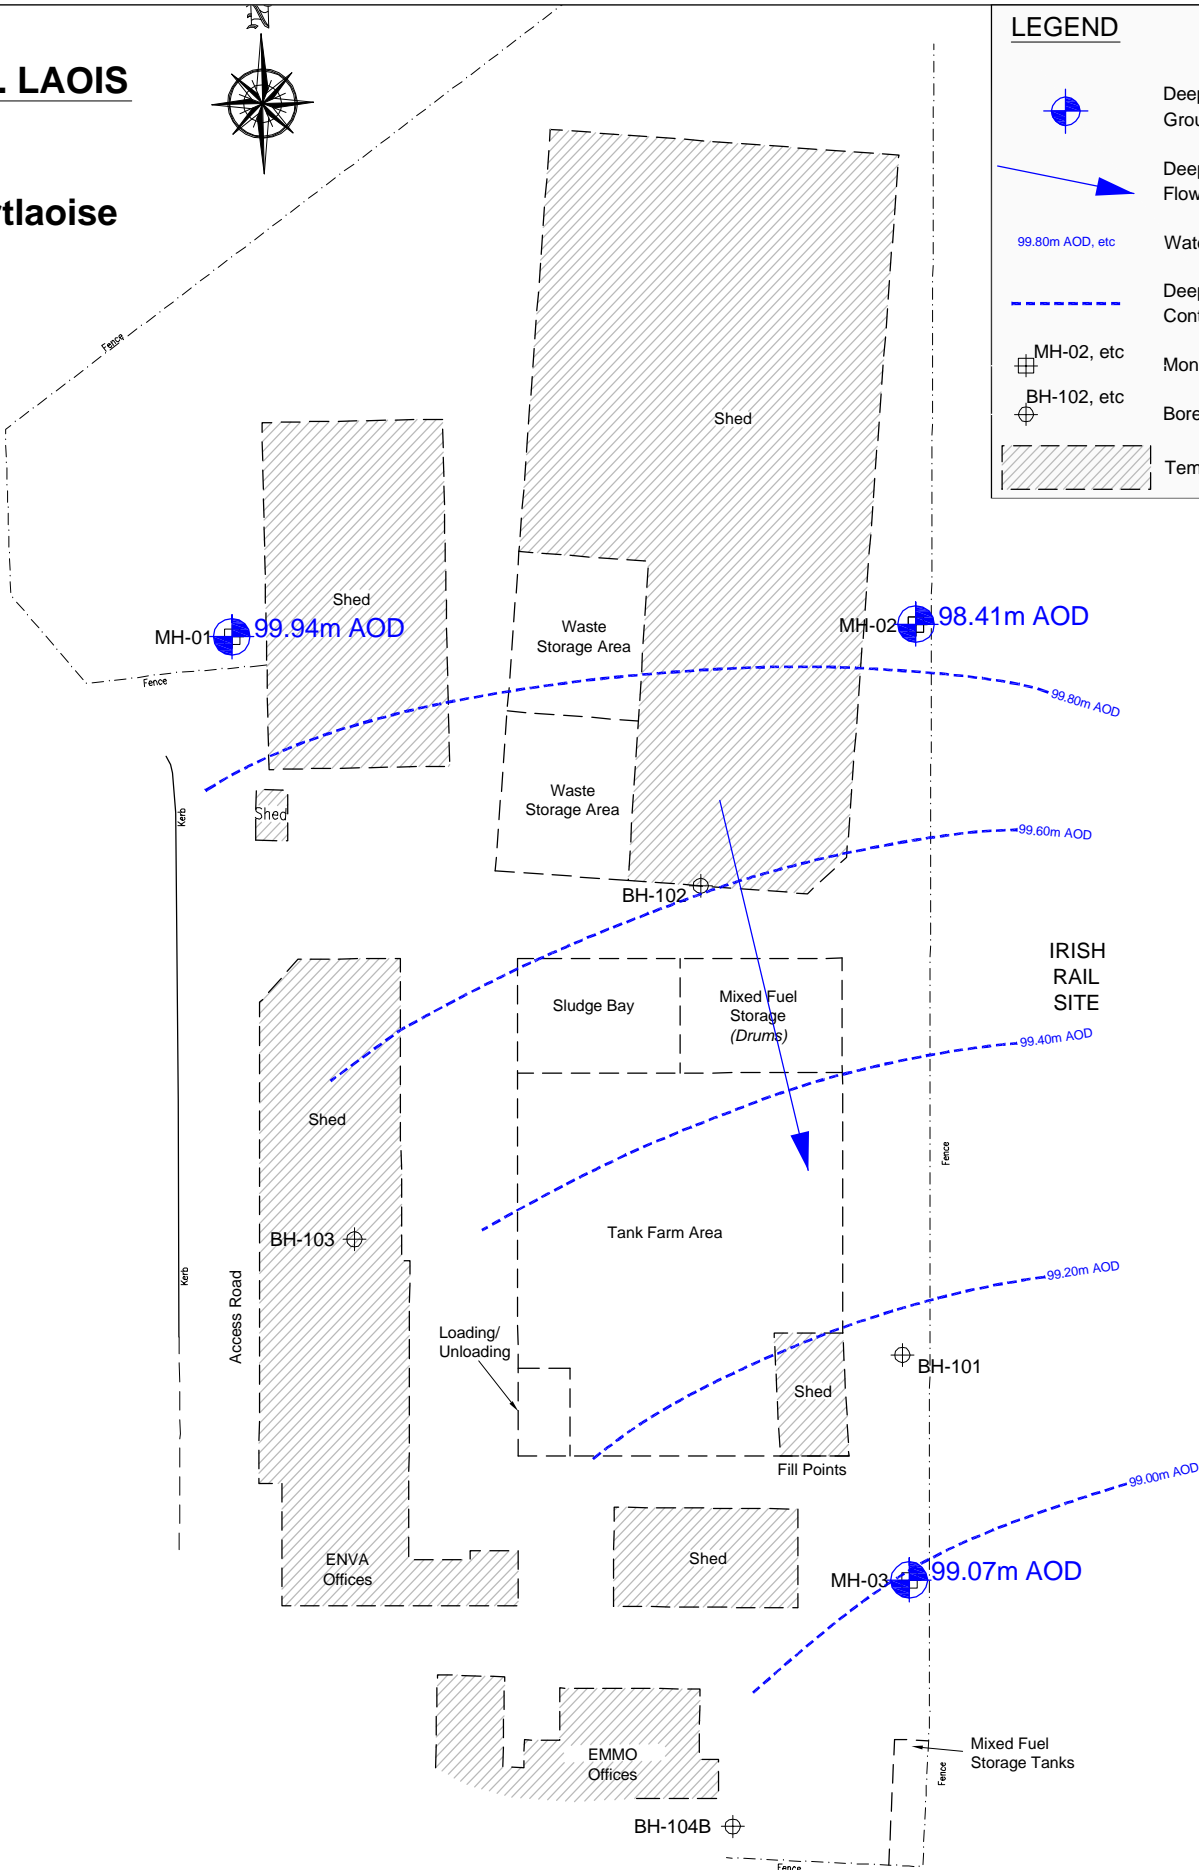 N
LEGEND
. LAOIS
tlaoise
Deep
Grou
Deep
Flow
99.80m AOD, etc
Wate
Deep
Cont
MH-02, etc
Mon
BH-102, etc
Bore
Tem
Fence
Shed
Shed
MH-01
99.94m AOD
Waste
Storage Area
MH-02
98.41m AOD
Fence
99.80m AOD
Waste
Storage Area
Shed
Kerb
99.60m AOD
BH-102
IRISH
RAIL
SITE
Sludge Bay
Mixed Fuel
Storage
(Drums)
99.40m AOD
Shed
Fence
Tank Farm Area
BH-103
Kerb
Access Road
99.20m AOD
Loading/
Unloading
BH-101
Shed
Fill Points
99.00m AOD
ENVA
Offices
Shed
MH-03
99.07m AOD
EMMO
Offices
Mixed Fuel
Storage Tanks
Fence
BH-104B
Fence